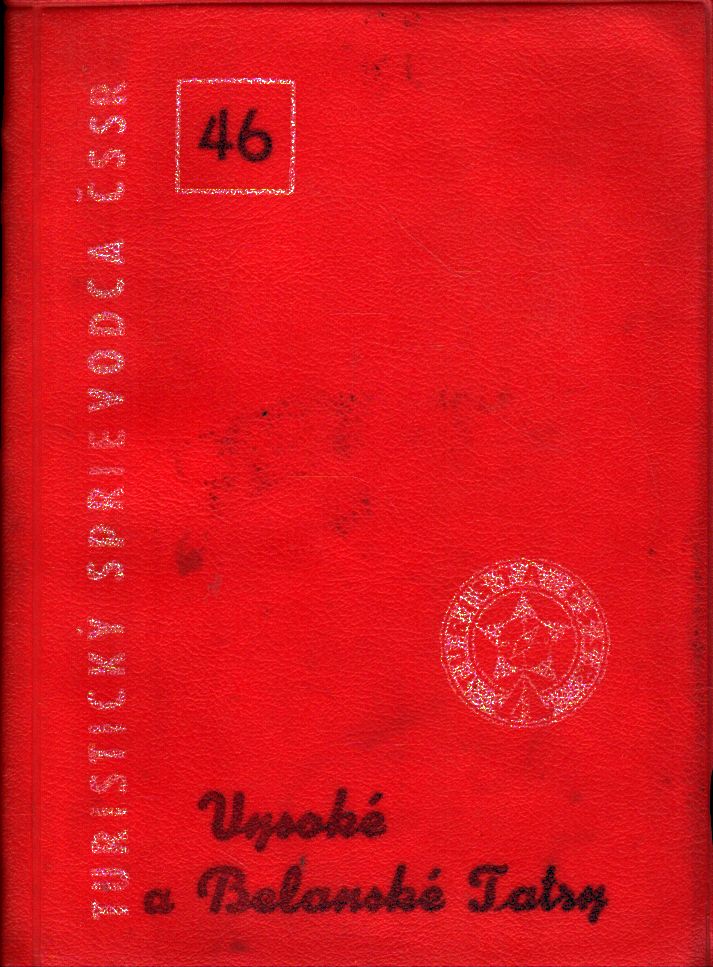 TURISTICKÝ SPRIEVODCA ČSSR
46
Vysoké
a Belanské Tatry